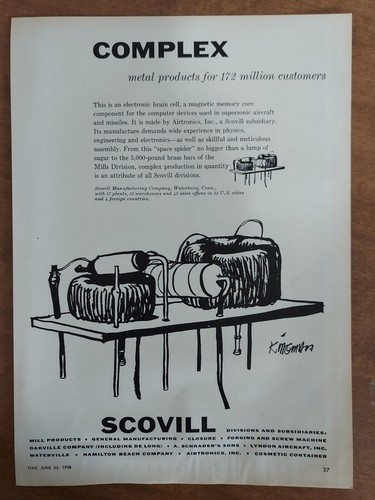 COMPLEX
metal products for 172 million customers
This is an electronic brain cell, a magnetic memory core
component for the computer devices used in supersonic aircraft
and missiles. It is made by Airtronics, Inc., a Scovill subsidiary.
Its manufacture demands wide experience in physics,
engineering and electronics—as well as skillful and meticulous
assembly. From this "space spider" no bigger than a lump of
sugar to the 3,000-pound brass bars of the
Mills Division, complex production in quantity
is an attribute of all Scovill divisions.
Scovill Manufacturing Company, Waterbury, Conn.,
with 17 plants, 21 warehouses and 42 sales offices in 25 U.S. cities
and 4 foreign countries.
SCOVILL DIVISIONS AND SUBSIDIARIES:
MILL PRODUCTS • GENERAL MANUFACTURING • CLOSURE • FORGING AND SCREW MACHINE
OAKVILLE COMPANY (INCLUDING DE LONG) • A. SCHRADER'S SONS • LYNDON AIRCRAFT, INC.
WATERVILLE • HAMILTON BEACH COMPANY • AIRTRONICS, INC. • COSMETIC CONTAINER
TIME, JUNE 23, 1958
37